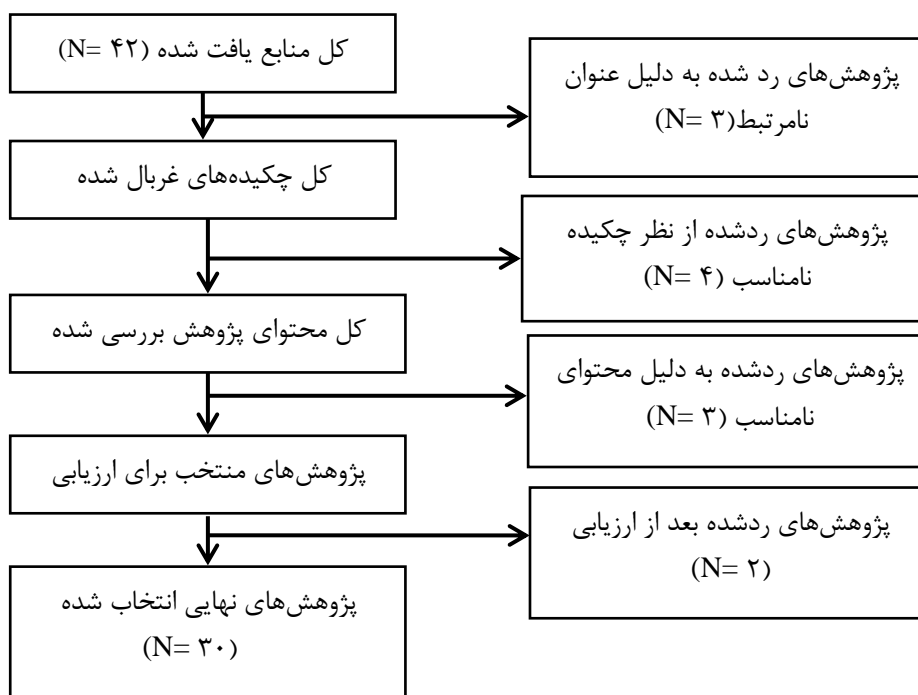 کل منابع یافت شده (N= ۴۲)
پژوهش‌های رد شده به دلیل عنوان
نامرتبط(N= ۳)
کل چکیده‌های غربال شده
پژوهش‌های ردشده از نظر چکیده
نامناسب (N= ۴)
کل محتوای پژوهش بررسی شده
پژوهش‌های ردشده به دلیل محتوای
نامناسب (N= ۳)
پژوهش‌های منتخب برای ارزیابی
پژوهش‌های ردشده بعد از ارزیابی
(N= ۲)
پژوهش‌های نهایی انتخاب شده
(N= ۳۰)